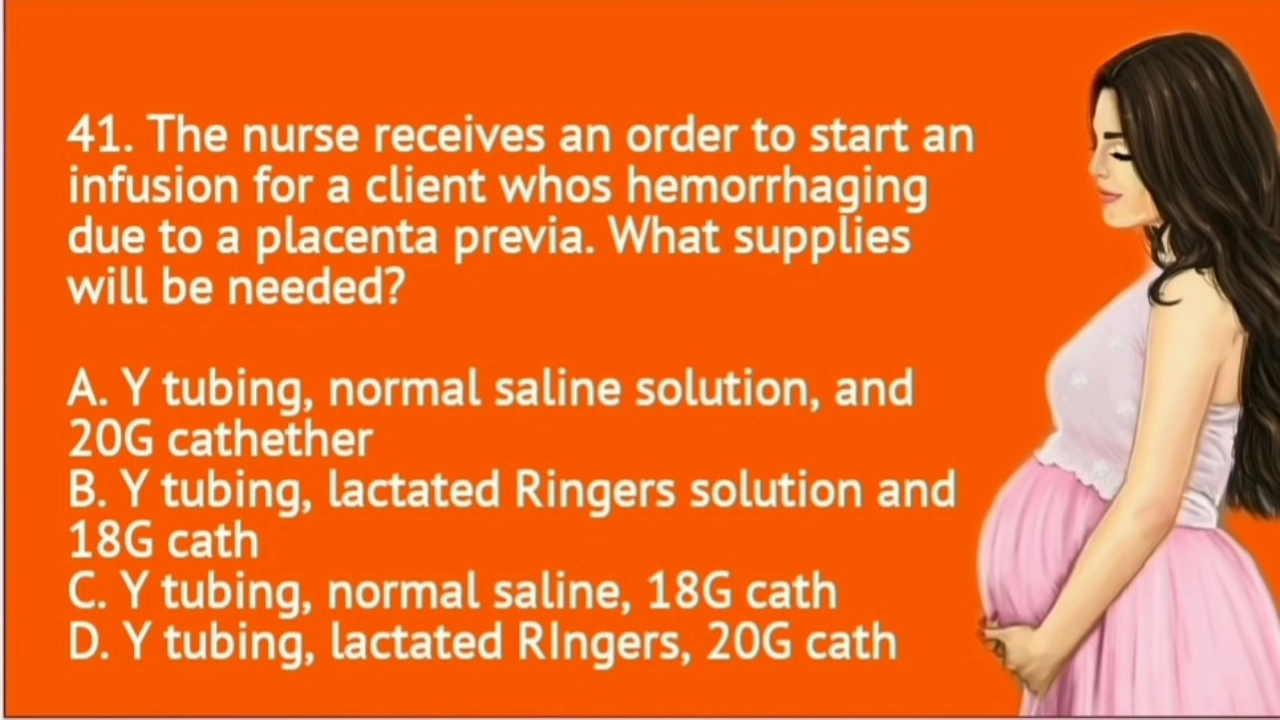 41. The nurse receives an order to start an
infusion for a client whos hemorrhaging
due to a placenta previa. What supplies
will be needed?
A. Y tubing, normal saline solution, and
20G cathether
B. Y tubing, lactated Ringers solution and
18G cath
C. Y tubing, normal saline, 18G cath
D. Y tubing, lactated RIngers, 20G cath